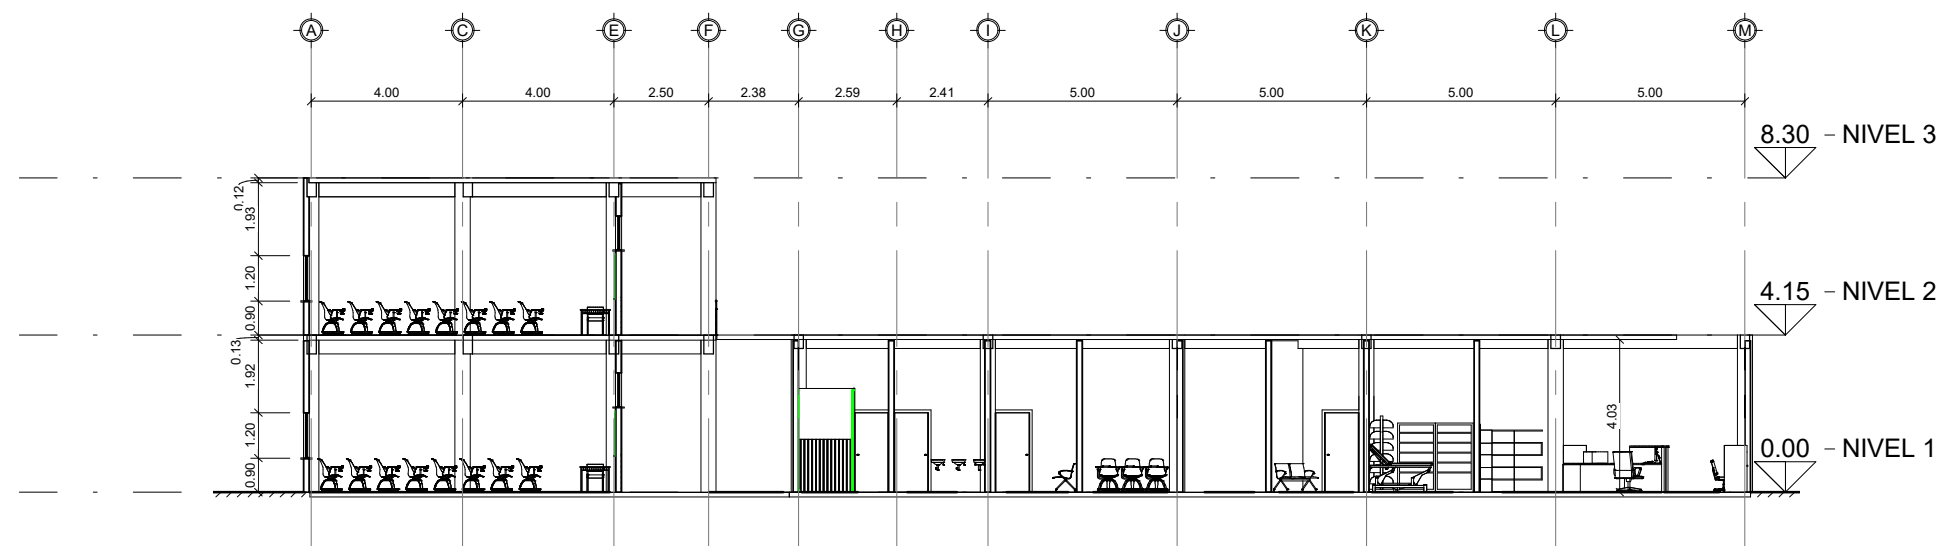 A C E F G H I J K L M
4.00 4.00 2.50 2.38 2.59 2.41 5.00 5.00 5.00 5.00
8.30 NIVEL 3
0.12
1.93
1.20
4.15 NIVEL 2
0.90
0.13
1.92
4.03
1.20
0.00 NIVEL 1
0.90